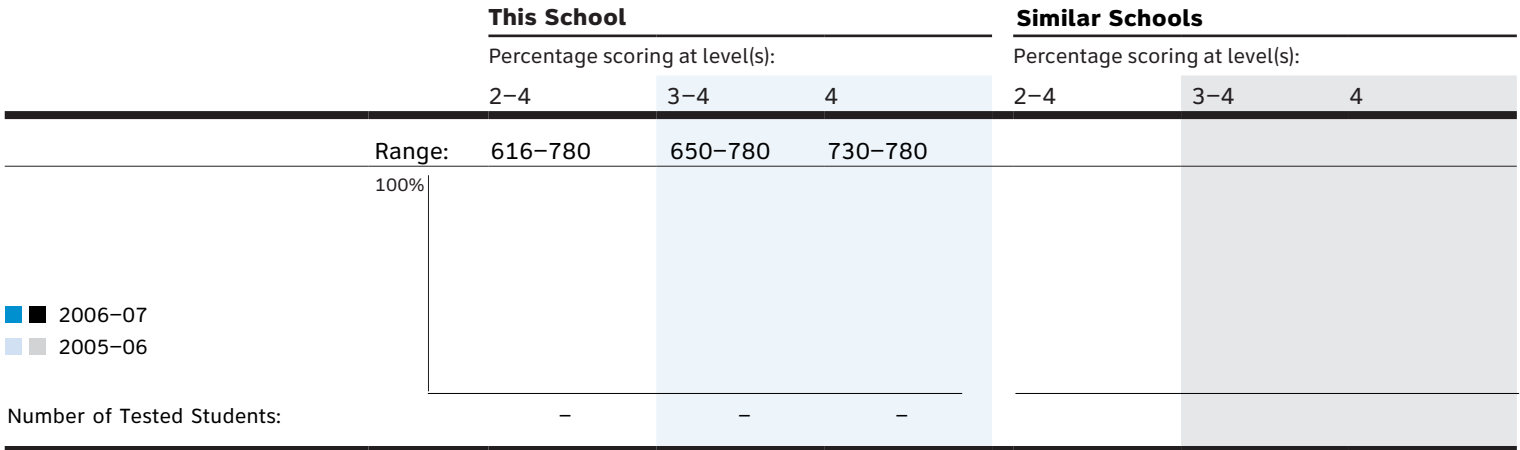 This School Similar Schools
Percentage scoring at level(s): Percentage scoring at level(s):
2–4 3–4 4 2–4 3–4 4
Range: 616–780 650–780 730–780
100%
2006–07
2005–06
Number of Tested Students: – – –